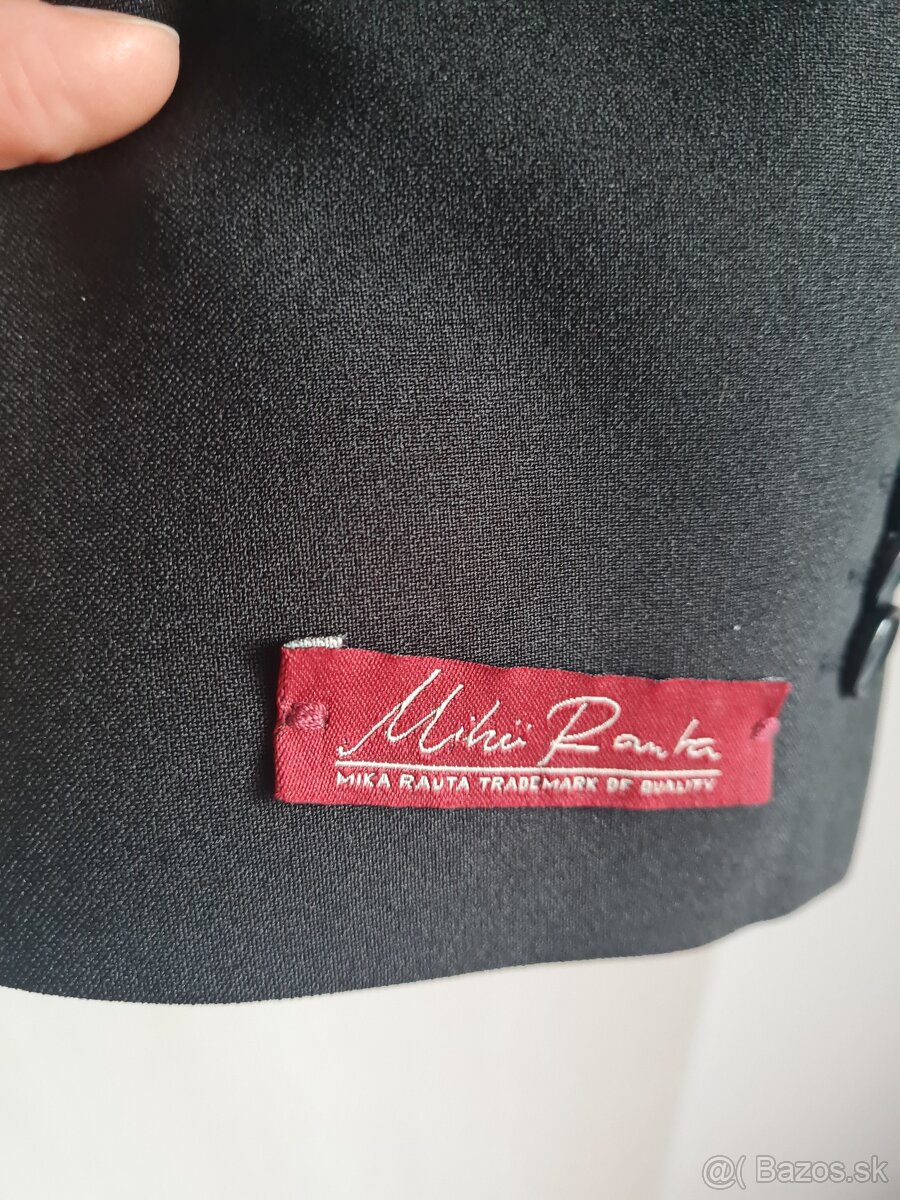 Mika Rauta
MIKA RAUTA TRADEMARK OF QUALITY
@( Bazos.sk